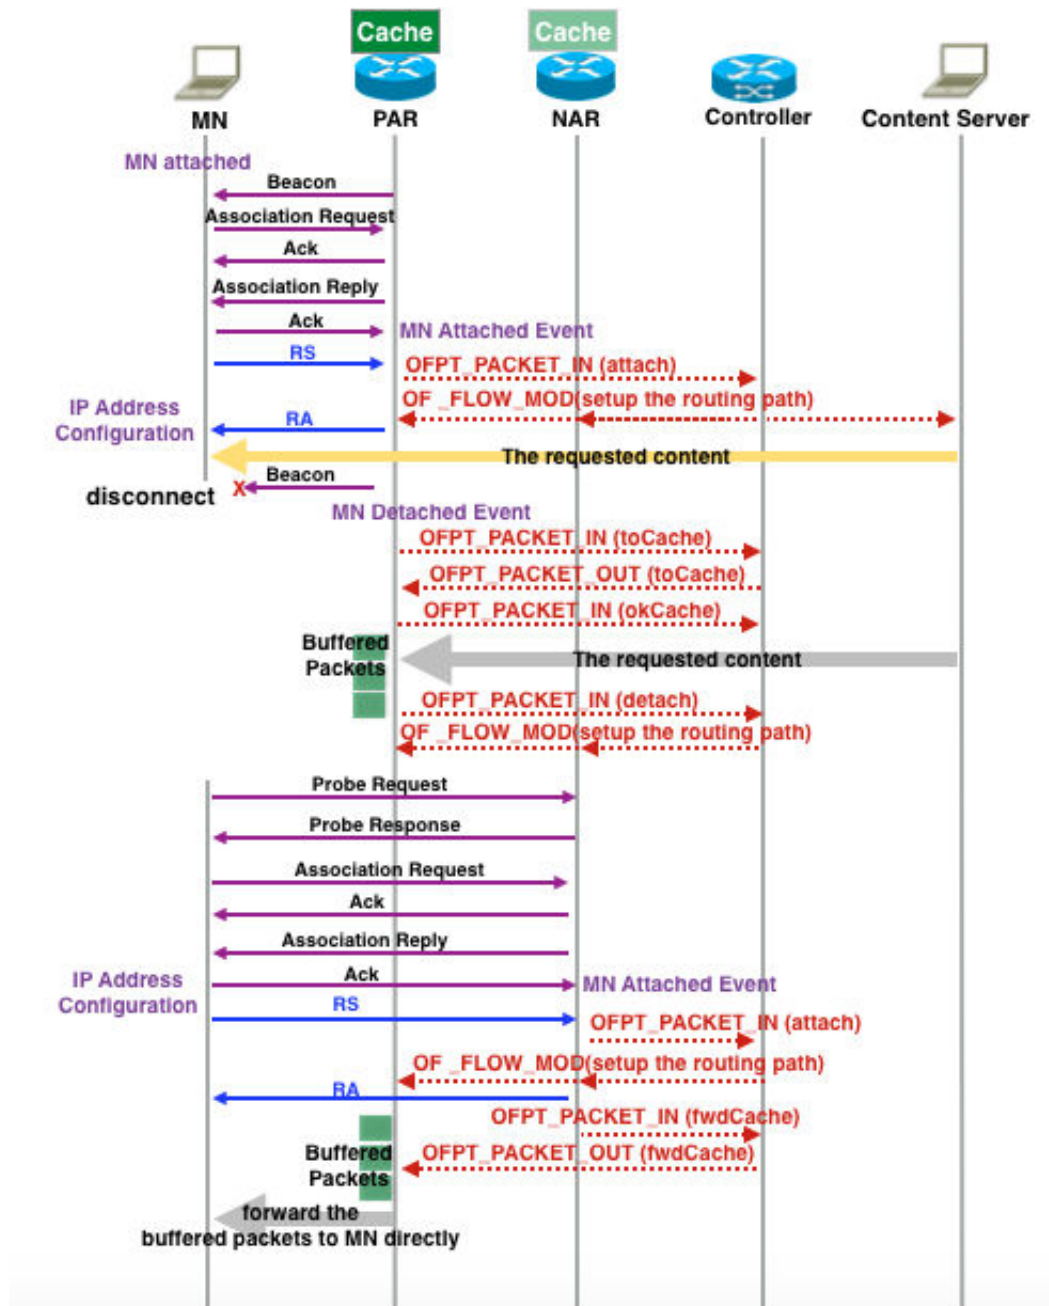 Cache
Cache
MN
PAR
NAR
Controller
Content Server
MN attached
Beacon
Association Request
Ack
Association Reply
Ack
MN Attached Event
RS
OFPT_PACKET_IN (attach)
OF _FLOW_MOD(setup the routing path)
IP Address
Configuration
RA
The requested content
Beacon
disconnect
X
MN Detached Event
OFPT_PACKET_IN (toCache)
OFPT_PACKET_OUT (toCache)
OFPT_PACKET_IN (okCache)
Buffered
Packets
The requested content
OFPT_PACKET_IN (detach)
OF _FLOW_MOD(setup the routing path)
Probe Request
Probe Response
Association Request
Ack
Association Reply
IP Address
Configuration
Ack
MN Attached Event
RS
OFPT_PACKET_IN (attach)
OF _FLOW_MOD(setup the routing path)
RA
OFPT_PACKET_IN (fwdCache)
OFPT_PACKET_OUT (fwdCache)
Buffered
Packets
forward the
buffered packets to MN directly